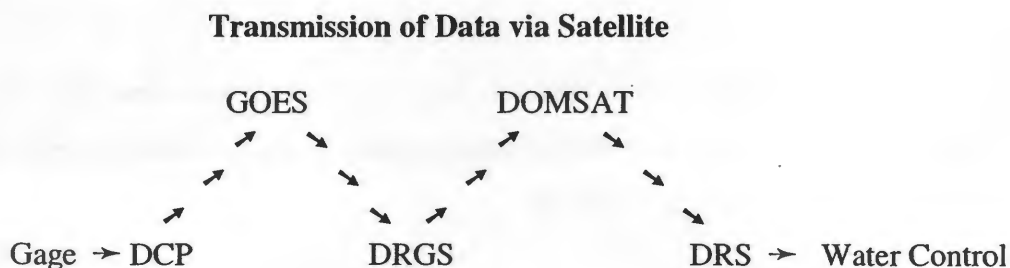 Transmission of Data via Satellite
GOES DOMSAT
Gage → DCP DRGS DRS → Water Control